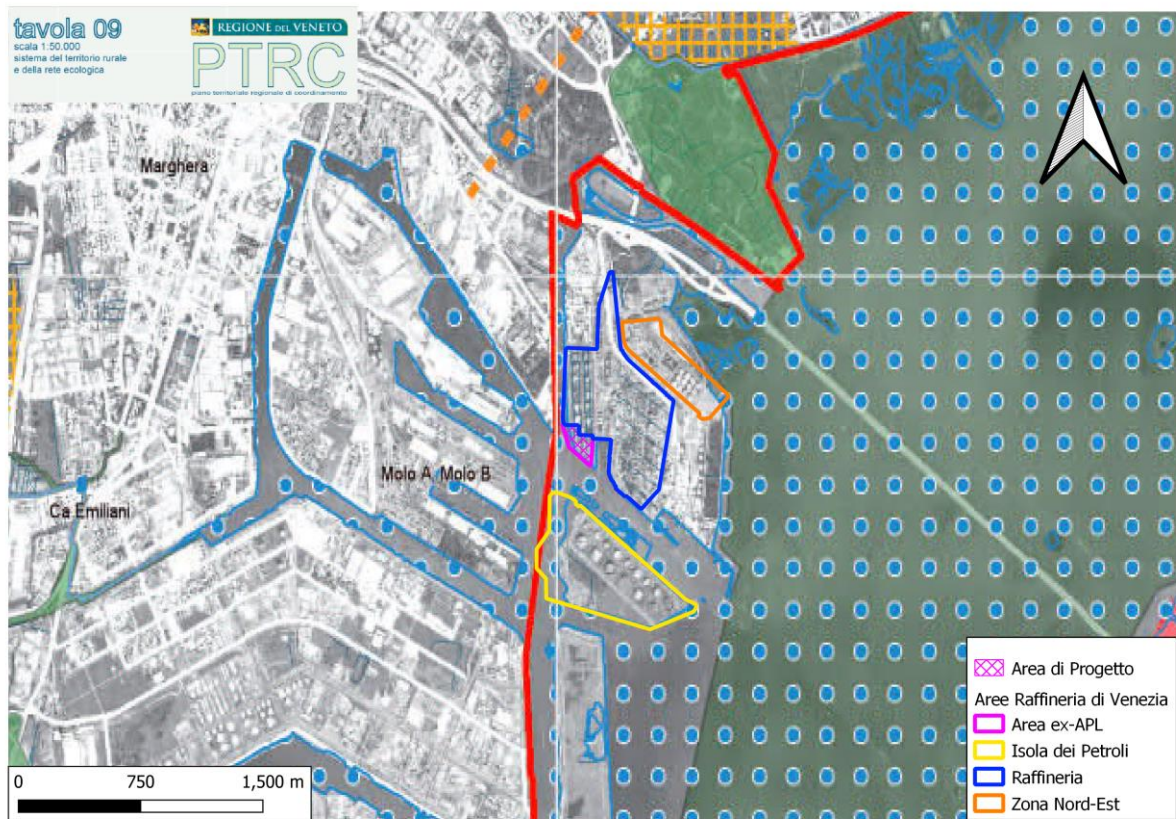 tavola 09
scala 1:50.000
sistema del territorio rurale
e della rete ecologica
REGIONE DEL VENETO
PTRC
piano territoriale regionale di coordinamento
Marghera
Molo A Molo B
Ca Emiliani
0 750 1,500 m
Area di Progetto
Aree Raffineria di Venezia
Area ex-APL
Isola dei Petroli
Raffineria
Zona Nord-Est